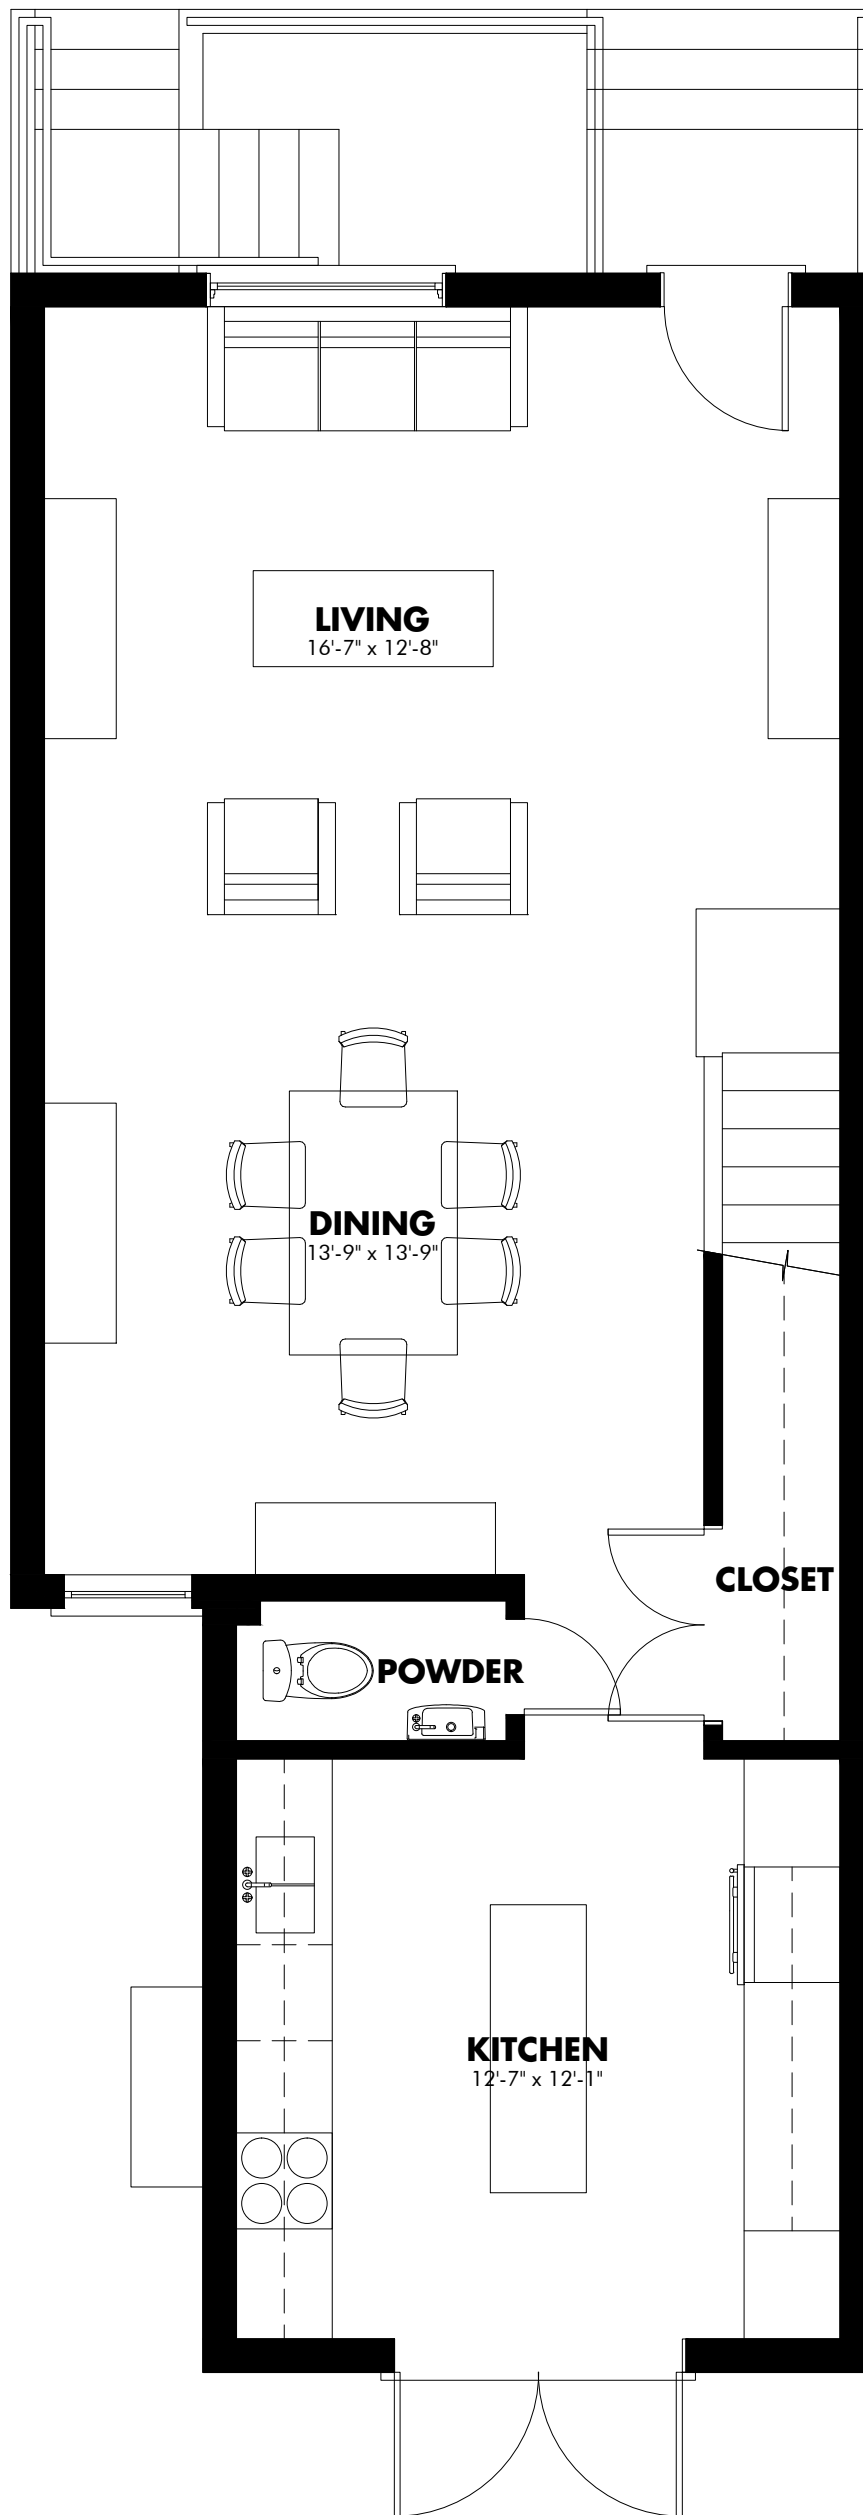 LIVING
16'-7" x 12'-8"
DINING
13'-9" x 13'-9"
CLOSET
POWDER
KITCHEN
12'-7" x 12'-1"